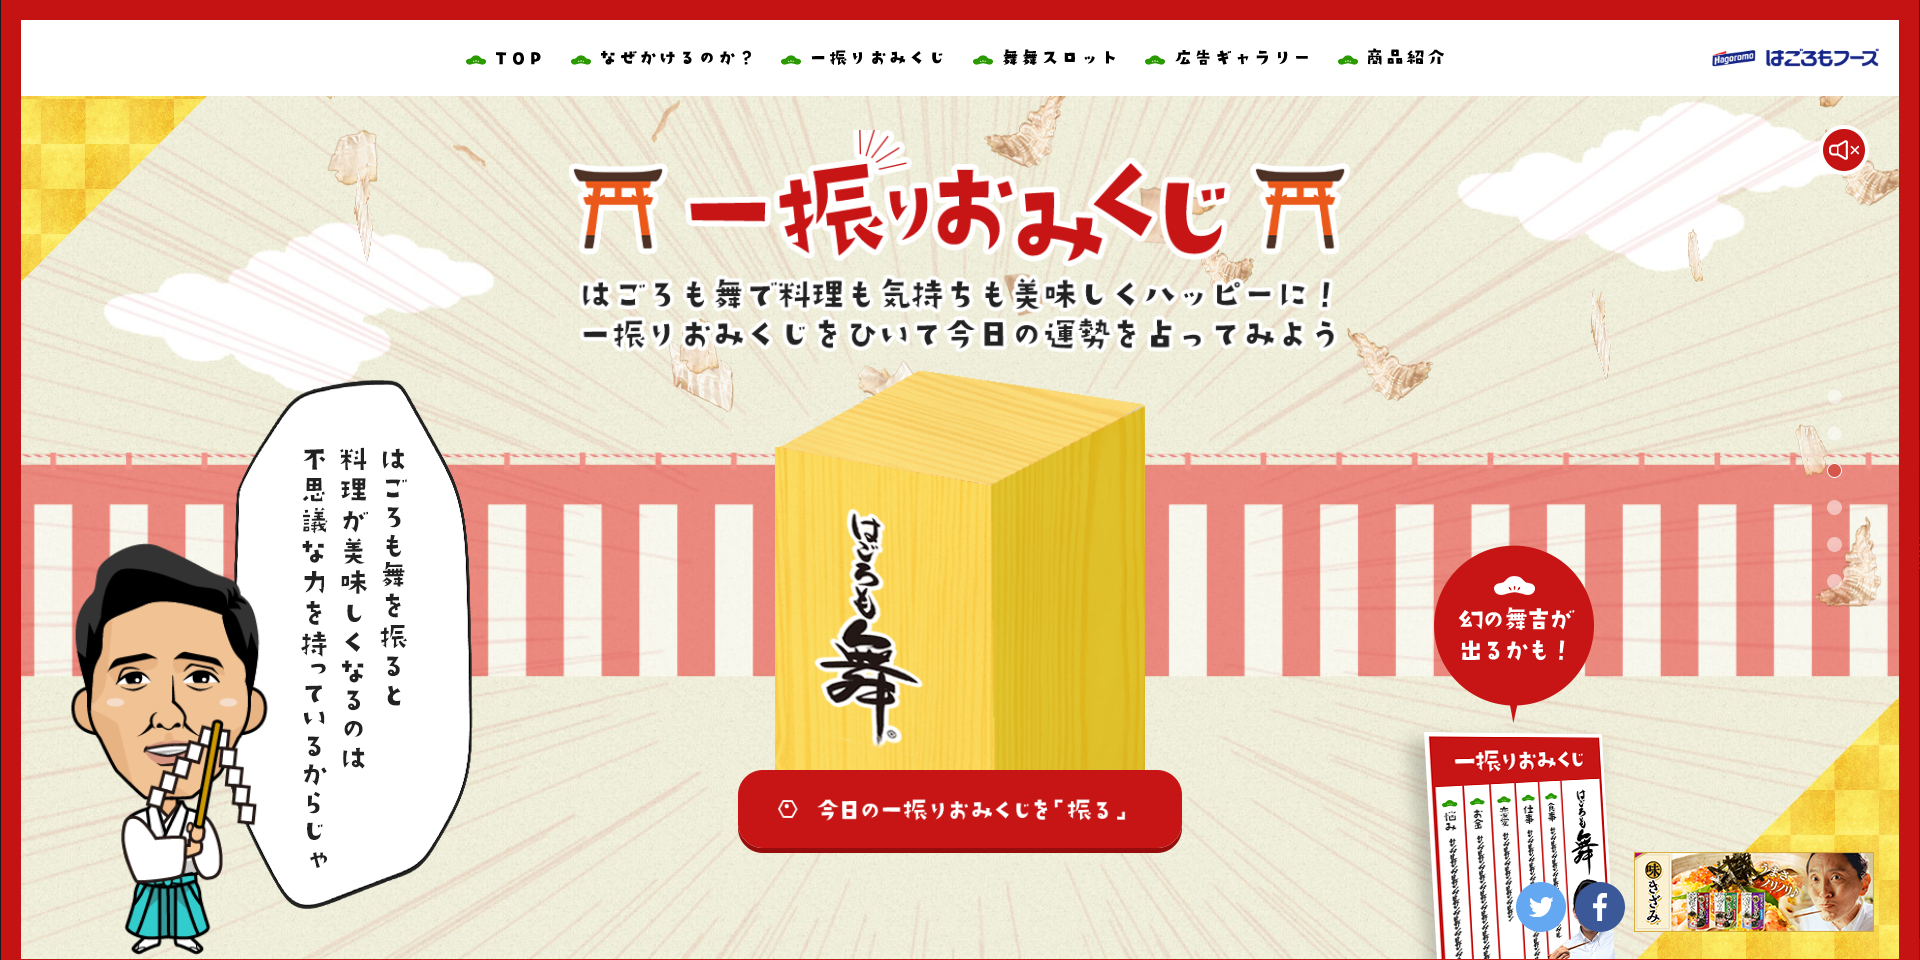 TOP
なぜかけるのか？
一振りおみくじ
舞舞スロット
広告ギャラリー
商品紹介
Hagoromo はごろもフーズ
一振りおみくじ
はごろも舞で料理も気持ちも美味しくハッピーに！
一振りおみくじをひいて今日の運勢を占ってみよう
はごろも舞を振ると
料理が美味しくなるのは
不思議な力を持っているからじゃ
はごろも
舞
幻の舞吉が
出るかも！
今日の一振りおみくじを「振る」
一振りおみくじ
はごろも
舞
仕事
お金
悩み
味きざみ